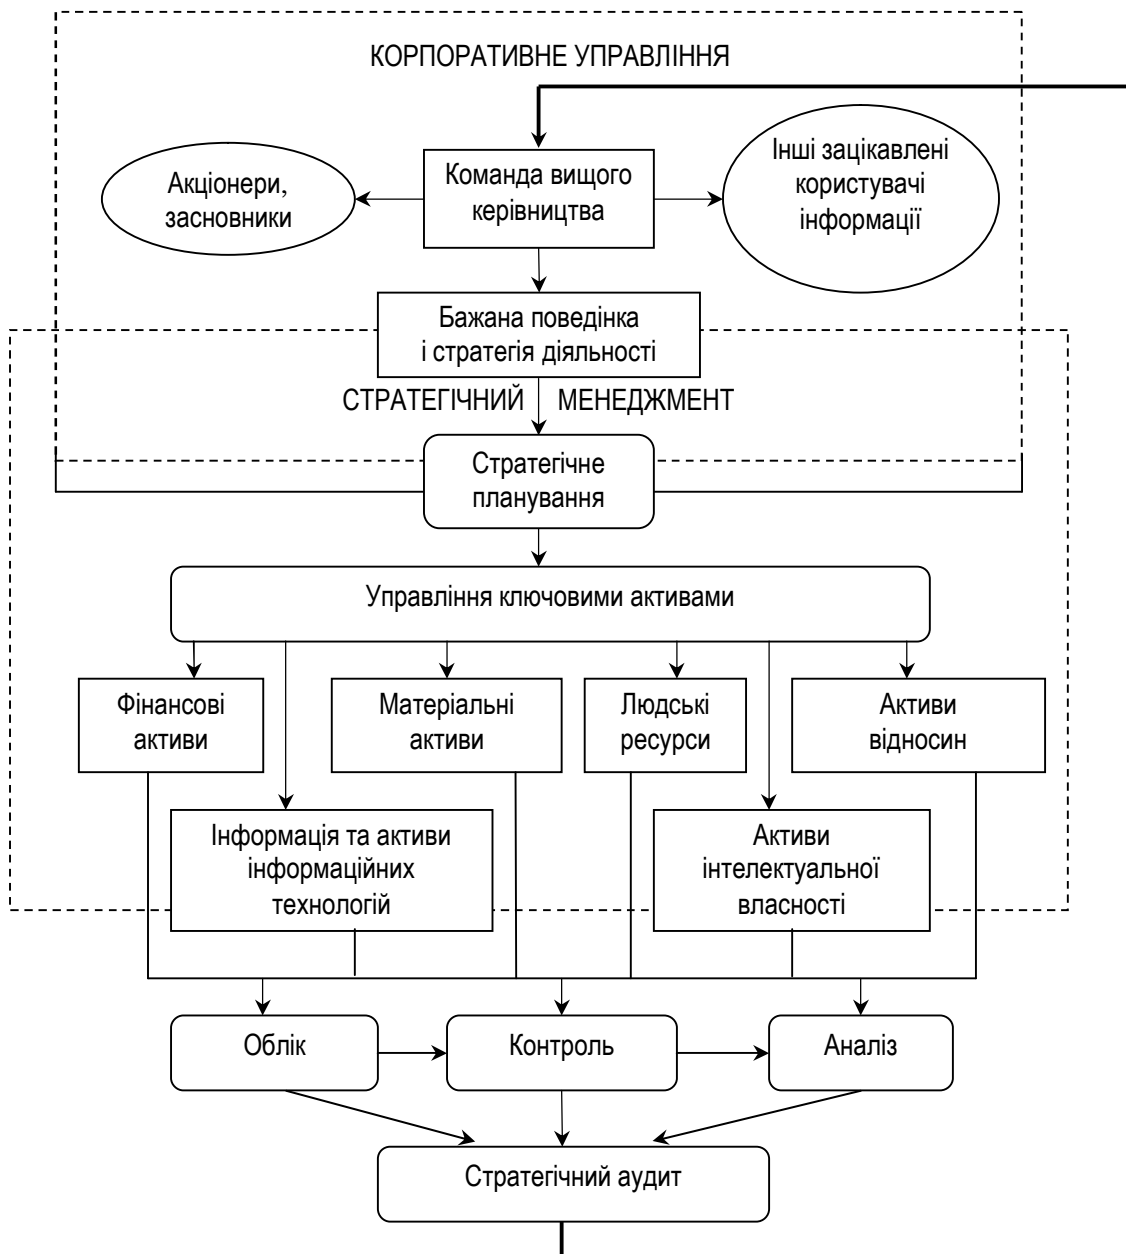 КОРПОРАТИВНЕ УПРАВЛІННЯ
Акціонери,
засновники
Команда вищого
керівництва
Інші зацікавлені
користувачі
інформації
Бажана поведінка
і стратегія діяльності
СТРАТЕГІЧНИЙ МЕНЕДЖМЕНТ
Стратегічне
планування
Управління ключовими активами
Фінансові
активи
Матеріальні
активи
Людські
ресурси
Активи
відносин
Інформація та активи
інформаційних
технологій
Активи
інтелектуальної
власності
Облік
Контроль
Аналіз
Стратегічний аудит